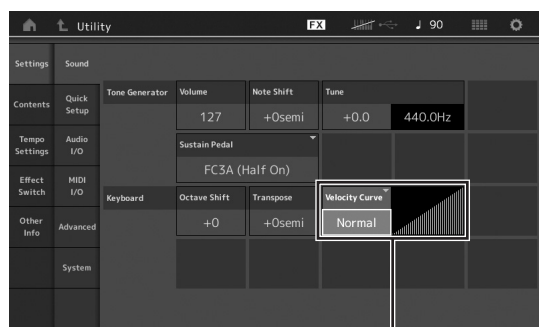 Utility
FX
♩ 90
Settings
Sound
Contents
Quick
Setup
Tone Generator
Volume
Note Shift
Tune
127
+0semi
+0.0
440.0Hz
Tempo
Settings
Audio
I/O
Sustain Pedal
FC3A (Half On)
Effect
Switch
MIDI
I/O
Keyboard
Octave Shift
Transpose
Velocity Curve
+0
+0semi
Normal
Other
Info
Advanced
System